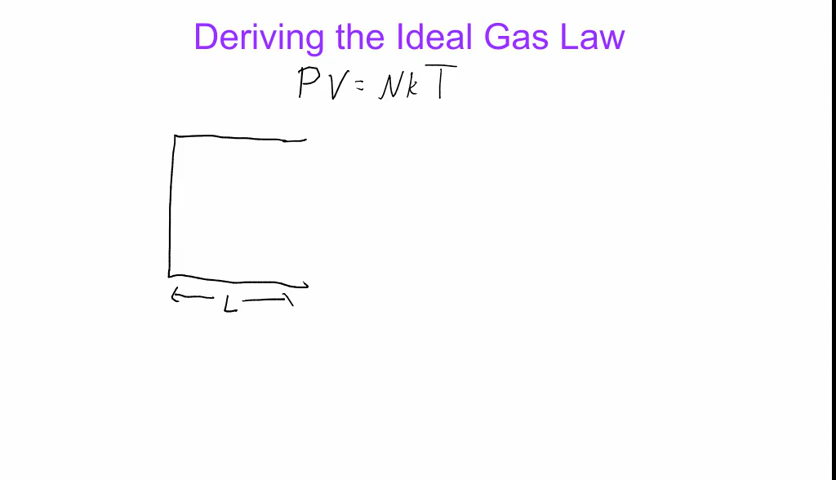 Deriving the Ideal Gas Law
PV = NkT
L